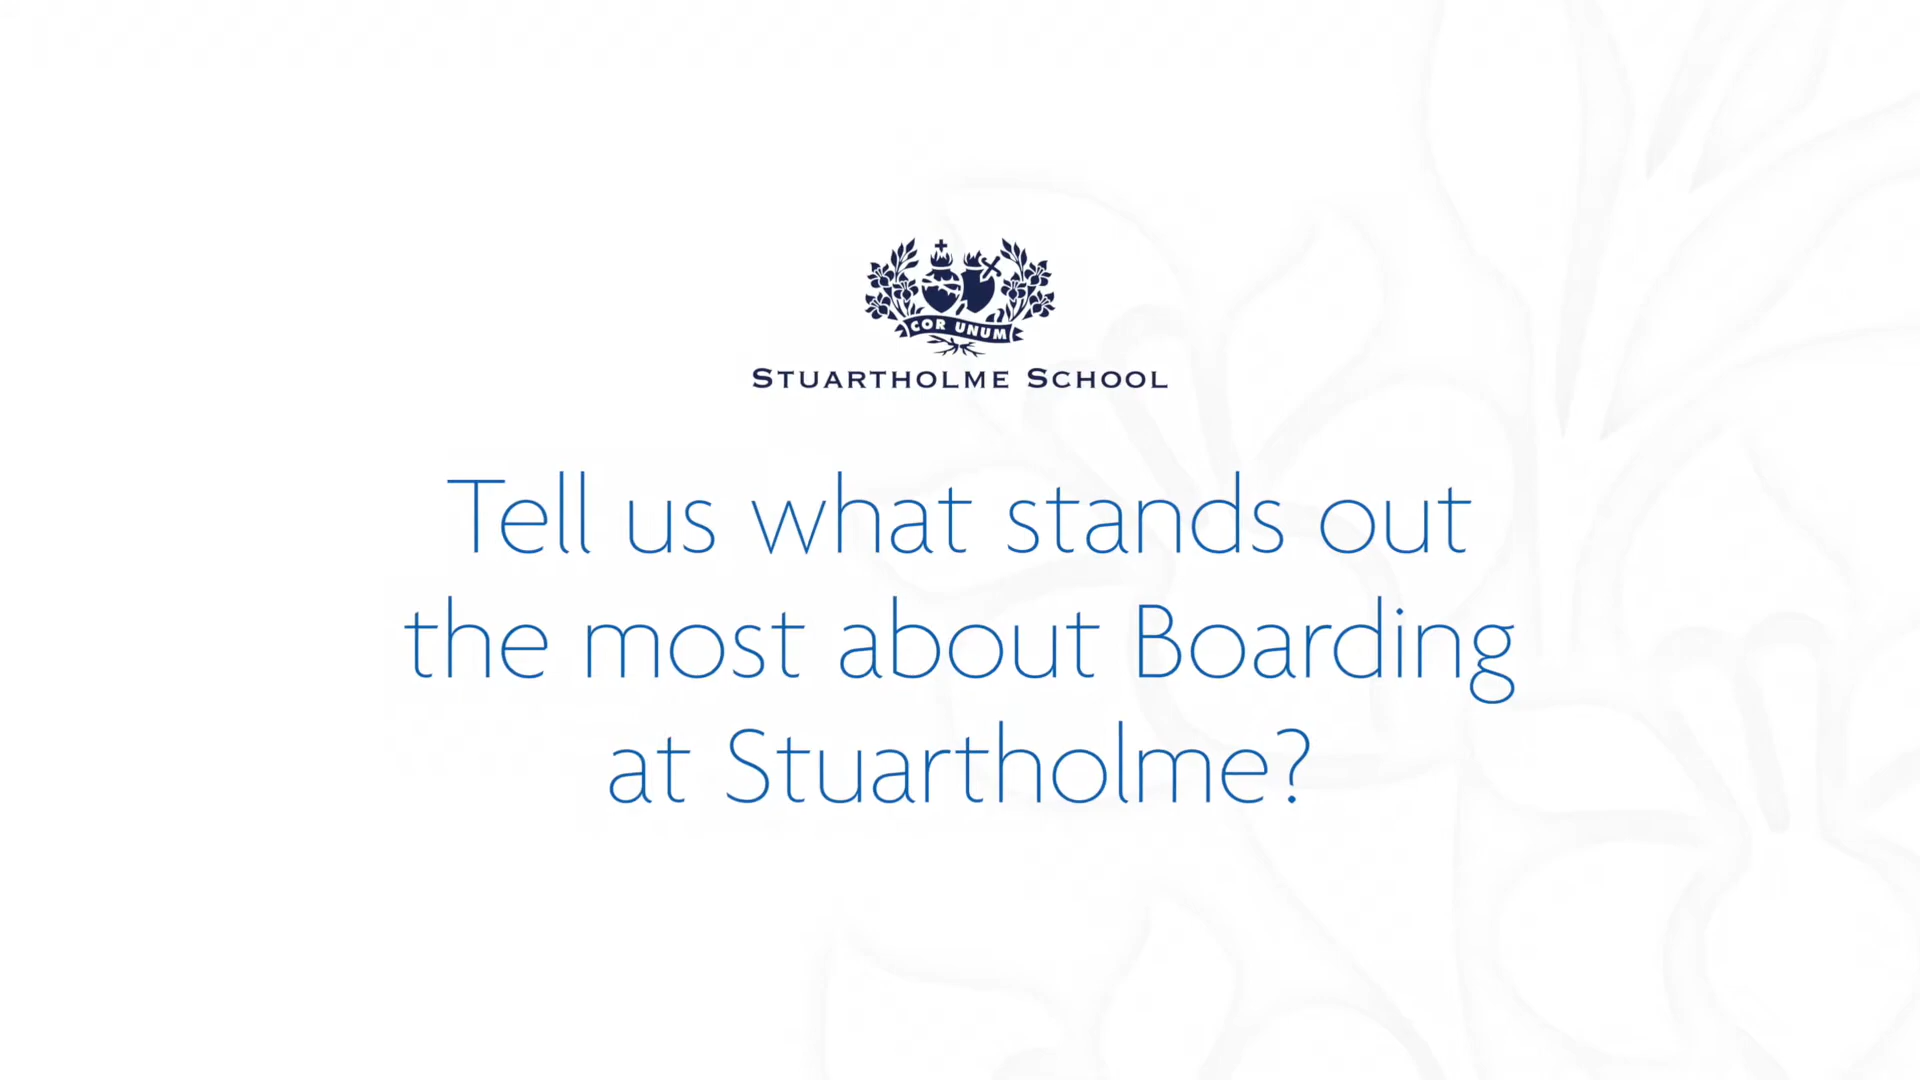 COR UNUM
STUARTHOLME SCHOOL
Tell us what stands out
the most about Boarding
at Stuartholme?